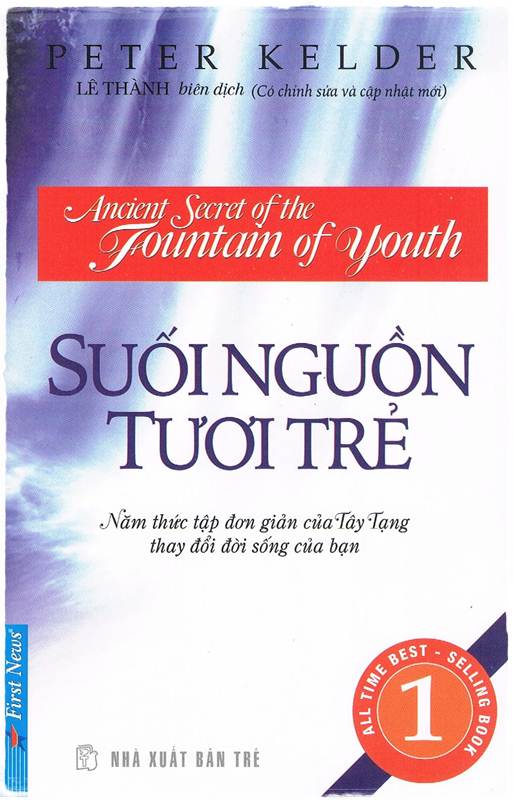 PETER KELDER
LÊ THÀNH biên dịch (Có chỉnh sửa và cập nhật mới)
Ancient Secret of the
Fountain of Youth
SUỐI NGUỒN
TƯƠI TRẺ
Năm thức tập đơn giản của Tây Tạng
thay đổi đời sống của bạn
First News
ALL TIME BEST - SELLING BOOK
1
NHÀ XUẤT BẢN TRẺ